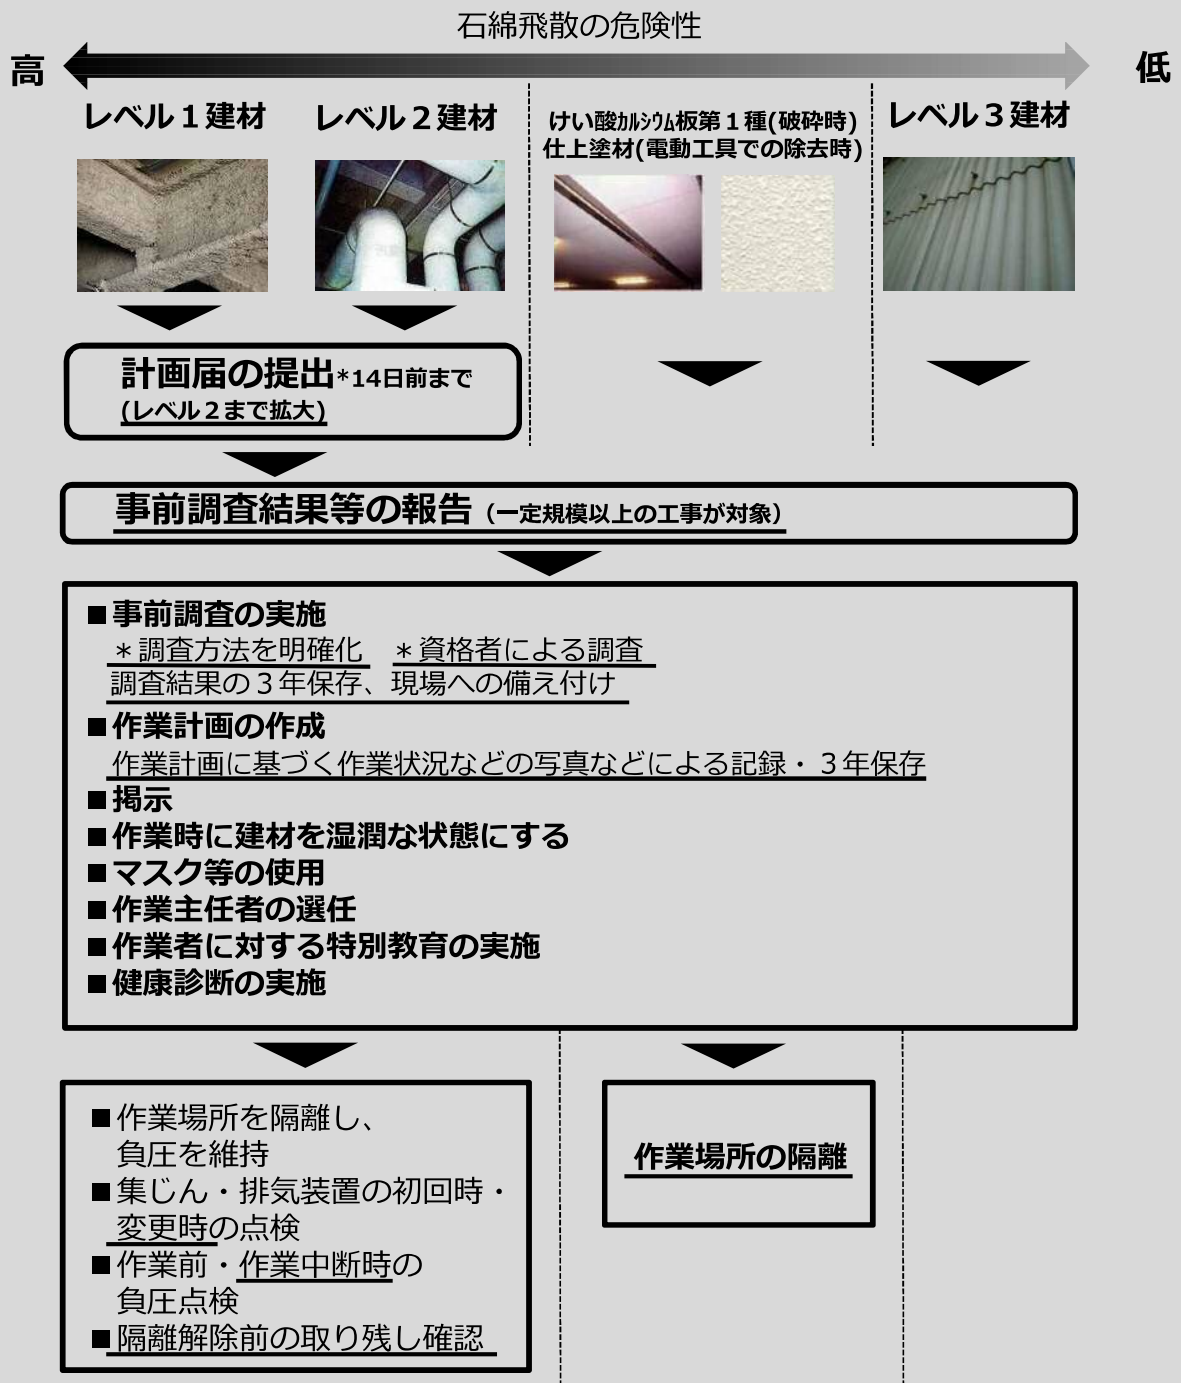 石綿飛散の危険性
高
低
レベル１建材
レベル２建材
けい酸ｶﾙｼｳﾑ板第１種(破砕時)
仕上塗材(電動工具での除去時)
レベル３建材
計画届の提出*14日前まで
(レベル２まで拡大)
事前調査結果等の報告（一定規模以上の工事が対象）
■事前調査の実施
＊調査方法を明確化　＊資格者による調査
調査結果の３年保存、現場への備え付け
■作業計画の作成
作業計画に基づく作業状況などの写真などによる記録・３年保存
■掲示
■作業時に建材を湿潤な状態にする
■マスク等の使用
■作業主任者の選任
■作業者に対する特別教育の実施
■健康診断の実施
■作業場所を隔離し、
負圧を維持
■集じん・排気装置の初回時・
変更時の点検
■作業前・作業中断時の
負圧点検
■隔離解除前の取り残し確認
作業場所の隔離